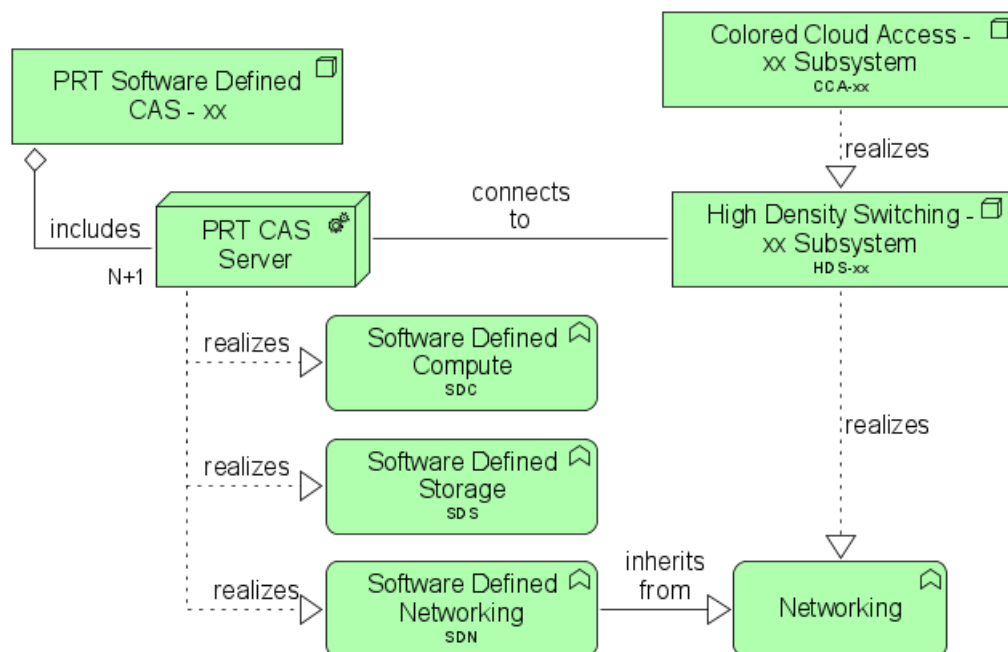 PRT Software Defined
CAS - xx
Colored Cloud Access -
xx Subsystem
CCA-xx
realizes
includes
N+1
PRT CAS
Server
connects
to
High Density Switching -
xx Subsystem
HDS-xx
realizes
Software Defined
Compute
SDC
realizes
realizes
Software Defined
Storage
SDS
realizes
Software Defined
Networking
SDN
inherits
from
Networking